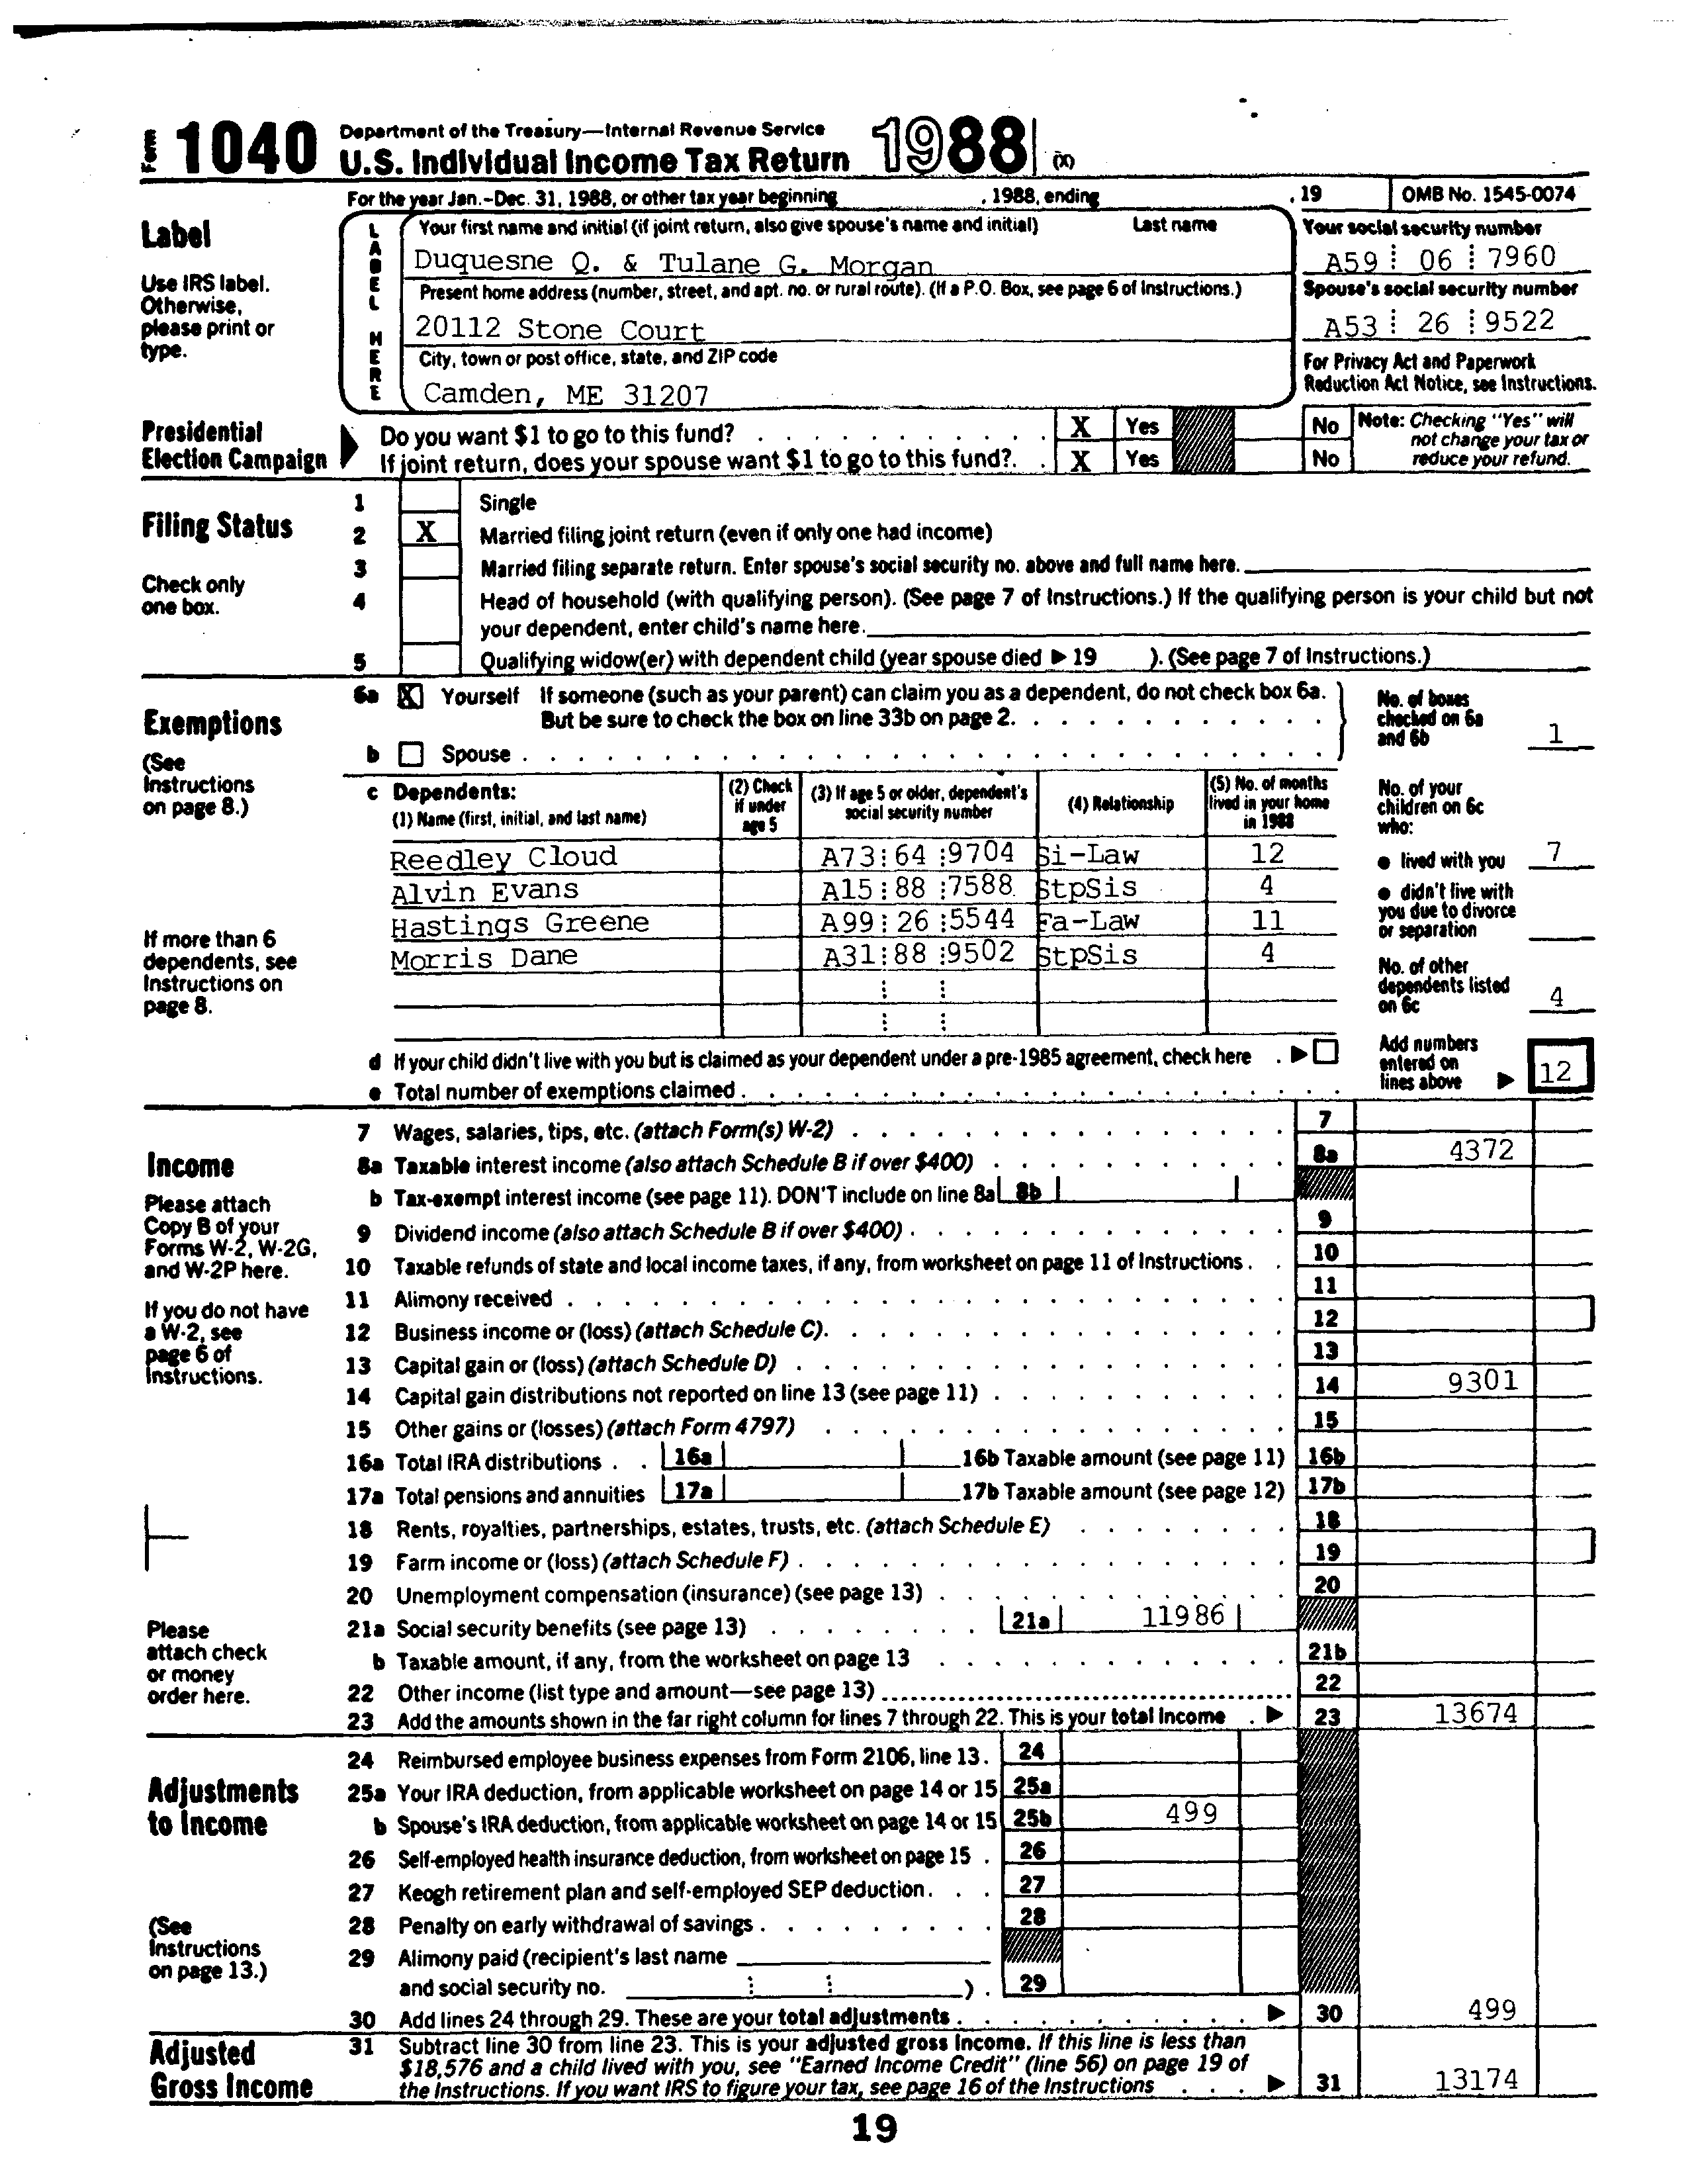 Form 1040 Department of the Treasury—Internal Revenue Service
U.S. Individual Income Tax Return 1988 (X)
For the year Jan.-Dec. 31, 1988, or other tax year beginning , 1988, ending , 19 OMB No. 1545-0074
Label
Use IRS label.
Otherwise,
please print or
type.
LABEL HERE
Your first name and initial (if joint return, also give spouse's name and initial) Last name
Duquesne Q. & Tulane G. Morgan
Present home address (number, street, and apt. no. or rural route). (If a P.O. Box, see page 6 of Instructions.)
20112 Stone Court
City, town or post office, state, and ZIP code
Camden, ME 31207
Your social security number
A59 06 7960
Spouse's social security number
A53 26 9522
For Privacy Act and Paperwork
Reduction Act Notice, see Instructions.
Presidential
Election Campaign
Do you want $1 to go to this fund? X Yes No
If joint return, does your spouse want $1 to go to this fund?. X Yes No
Note: Checking "Yes" will
not change your tax or
reduce your refund.
Filing Status
Check only
one box.
1 Single
2 X Married filing joint return (even if only one had income)
3 Married filing separate return. Enter spouse's social security no. above and full name here.
4 Head of household (with qualifying person). (See page 7 of Instructions.) If the qualifying person is your child but not
your dependent, enter child's name here.
5 Qualifying widow(er) with dependent child (year spouse died ▶ 19 ). (See page 7 of Instructions.)
Exemptions
(See
Instructions
on page 8.)
If more than 6
dependents, see
Instructions on
page 8.
6a X Yourself If someone (such as your parent) can claim you as a dependent, do not check box 6a.
But be sure to check the box on line 33b on page 2.
b Spouse
No. of boxes
checked on 6a
and 6b 1
c Dependents:
(1) Name (first, initial, and last name)
(2) Check
if under
age 5
(3) If age 5 or older, dependent's
social security number
(4) Relationship
(5) No. of months
lived in your home
in 1988
Reedley Cloud A73 64 9704 Si-Law 12
Alvin Evans A15 88 7588 StpSis 4
Hastings Greene A99 26 5544 Fa-Law 11
Morris Dane A31 88 9502 StpSis 4
No. of your
children on 6c
who:
● lived with you 7
● didn't live with
you due to divorce
or separation
No. of other
dependents listed
on 6c 4
d If your child didn't live with you but is claimed as your dependent under a pre-1985 agreement, check here . ▶
e Total number of exemptions claimed
Add numbers
entered on
lines above ▶ 12
Income
Please attach
Copy B of your
Forms W-2, W-2G,
and W-2P here.
If you do not have
a W-2, see
page 6 of
Instructions.
Please
attach check
or money
order here.
7 Wages, salaries, tips, etc. (attach Form(s) W-2) 7
8a Taxable interest income (also attach Schedule B if over $400) 8a 4372
b Tax-exempt interest income (see page 11). DON'T include on line 8a 8b
9 Dividend income (also attach Schedule B if over $400) 9
10 Taxable refunds of state and local income taxes, if any, from worksheet on page 11 of Instructions 10
11 Alimony received 11
12 Business income or (loss) (attach Schedule C). 12
13 Capital gain or (loss) (attach Schedule D) 13
14 Capital gain distributions not reported on line 13 (see page 11) 14 9301
15 Other gains or (losses) (attach Form 4797) 15
16a Total IRA distributions 16a 16b Taxable amount (see page 11) 16b
17a Total pensions and annuities 17a 17b Taxable amount (see page 12) 17b
18 Rents, royalties, partnerships, estates, trusts, etc. (attach Schedule E) 18
19 Farm income or (loss) (attach Schedule F) 19
20 Unemployment compensation (insurance) (see page 13) 20
21a Social security benefits (see page 13) 21a 11986
b Taxable amount, if any, from the worksheet on page 13 21b
22 Other income (list type and amount—see page 13) 22
23 Add the amounts shown in the far right column for lines 7 through 22. This is your total income ▶ 23 13674
Adjustments
to Income
(See
Instructions
on page 13.)
24 Reimbursed employee business expenses from Form 2106, line 13. 24
25a Your IRA deduction, from applicable worksheet on page 14 or 15 25a
b Spouse's IRA deduction, from applicable worksheet on page 14 or 15 25b 499
26 Self-employed health insurance deduction, from worksheet on page 15 26
27 Keogh retirement plan and self-employed SEP deduction 27
28 Penalty on early withdrawal of savings 28
29 Alimony paid (recipient's last name
and social security no. ) . 29
30 Add lines 24 through 29. These are your total adjustments ▶ 30 499
Adjusted
Gross Income
31 Subtract line 30 from line 23. This is your adjusted gross income. If this line is less than
$18,576 and a child lived with you, see "Earned Income Credit" (line 56) on page 19 of
the Instructions. If you want IRS to figure your tax, see page 16 of the Instructions ▶ 31 13174
19